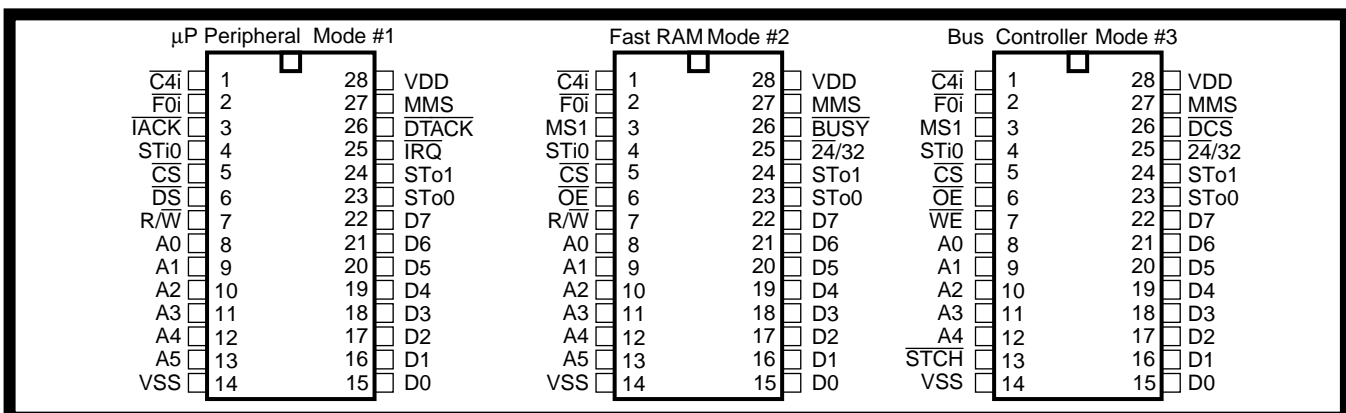 µP Peripheral Mode #1 Fast RAM Mode #2 Bus Controller Mode #3
C4i 1 28 VDD C4i 1 28 VDD C4i 1 28 VDD
F0i 2 27 MMS F0i 2 27 MMS F0i 2 27 MMS
IACK 3 26 DTACK MS1 3 26 BUSY MS1 3 26 DCS
STi0 4 25 IRQ STi0 4 25 24/32 STi0 4 25 24/32
CS 5 24 STo1 CS 5 24 STo1 CS 5 24 STo1
DS 6 23 STo0 OE 6 23 STo0 OE 6 23 STo0
R/W 7 22 D7 R/W 7 22 D7 WE 7 22 D7
A0 8 21 D6 A0 8 21 D6 A0 8 21 D6
A1 9 20 D5 A1 9 20 D5 A1 9 20 D5
A2 10 19 D4 A2 10 19 D4 A2 10 19 D4
A3 11 18 D3 A3 11 18 D3 A3 11 18 D3
A4 12 17 D2 A4 12 17 D2 A4 12 17 D2
A5 13 16 D1 A5 13 16 D1 STCH 13 16 D1
VSS 14 15 D0 VSS 14 15 D0 VSS 14 15 D0